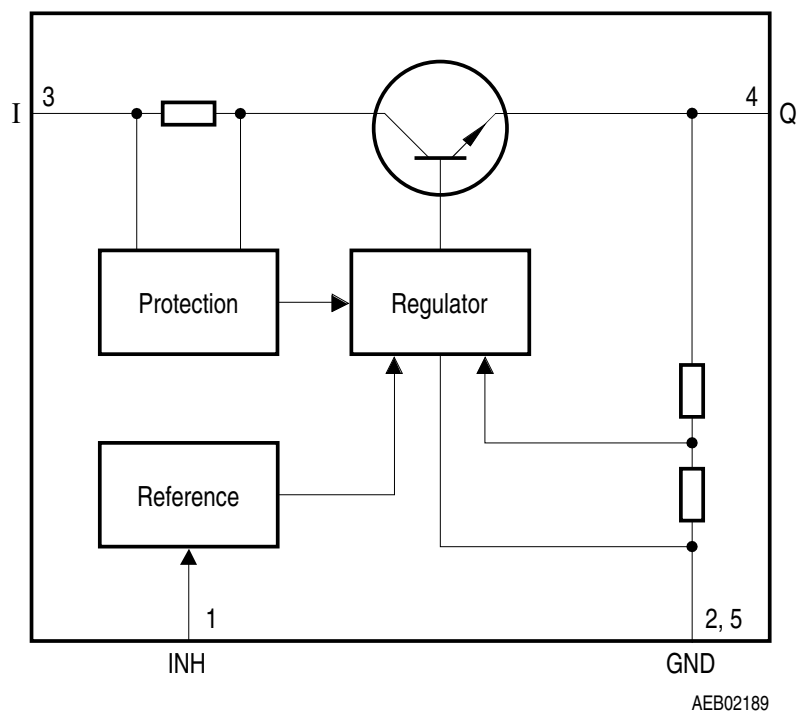 I
3
4
Q
Protection
Regulator
Reference
1
2, 5
INH
GND
AEB02189